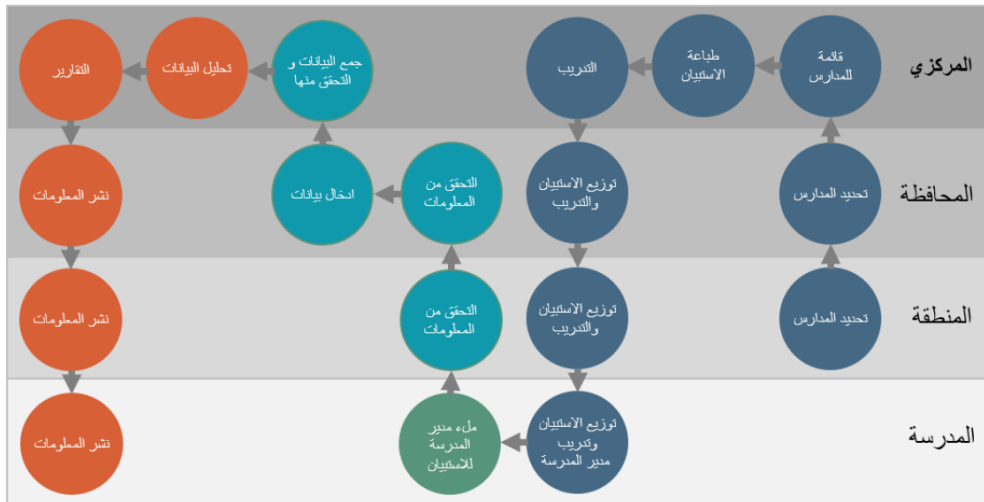 المركزي
قائمة
للمدارس
طباعة
الاستبيان
التدريب
جمع البيانات و
التحقق منها
تحليل البيانات
التقارير
المحافظة
تحديد المدارس
توزيع الاستبيان
والتدريب
التحقق من
المعلومات
ادخال بيانات
نشر المعلومات
المنطقة
تحديد المدارس
توزيع الاستبيان
والتدريب
التحقق من
المعلومات
نشر المعلومات
المدرسة
توزيع الاستبيان
وتدريب
مدير المدرسة
ملء مدير
المدرسة
للاستبيان
نشر المعلومات